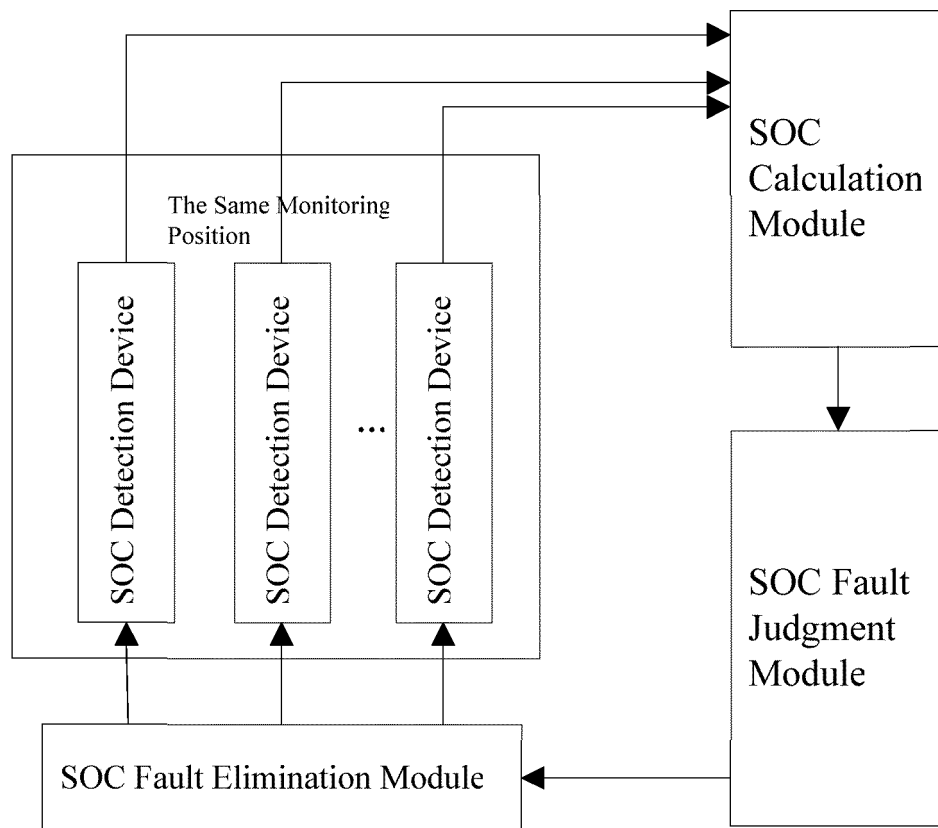 SOC
Calculation
Module
The Same Monitoring
Position
SOC Detection Device
SOC Detection Device
...
SOC Detection Device
SOC Fault
Judgment
Module
SOC Fault Elimination Module